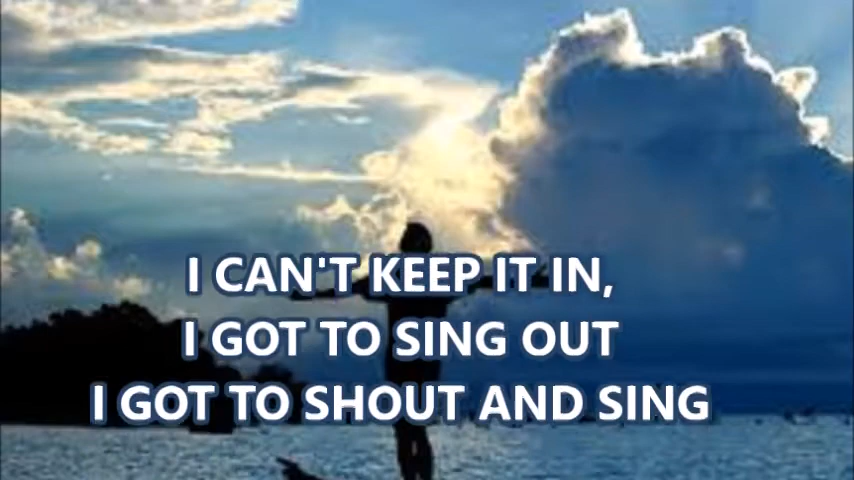 I CAN'T KEEP IT IN,
I GOT TO SING OUT
I GOT TO SHOUT AND SING